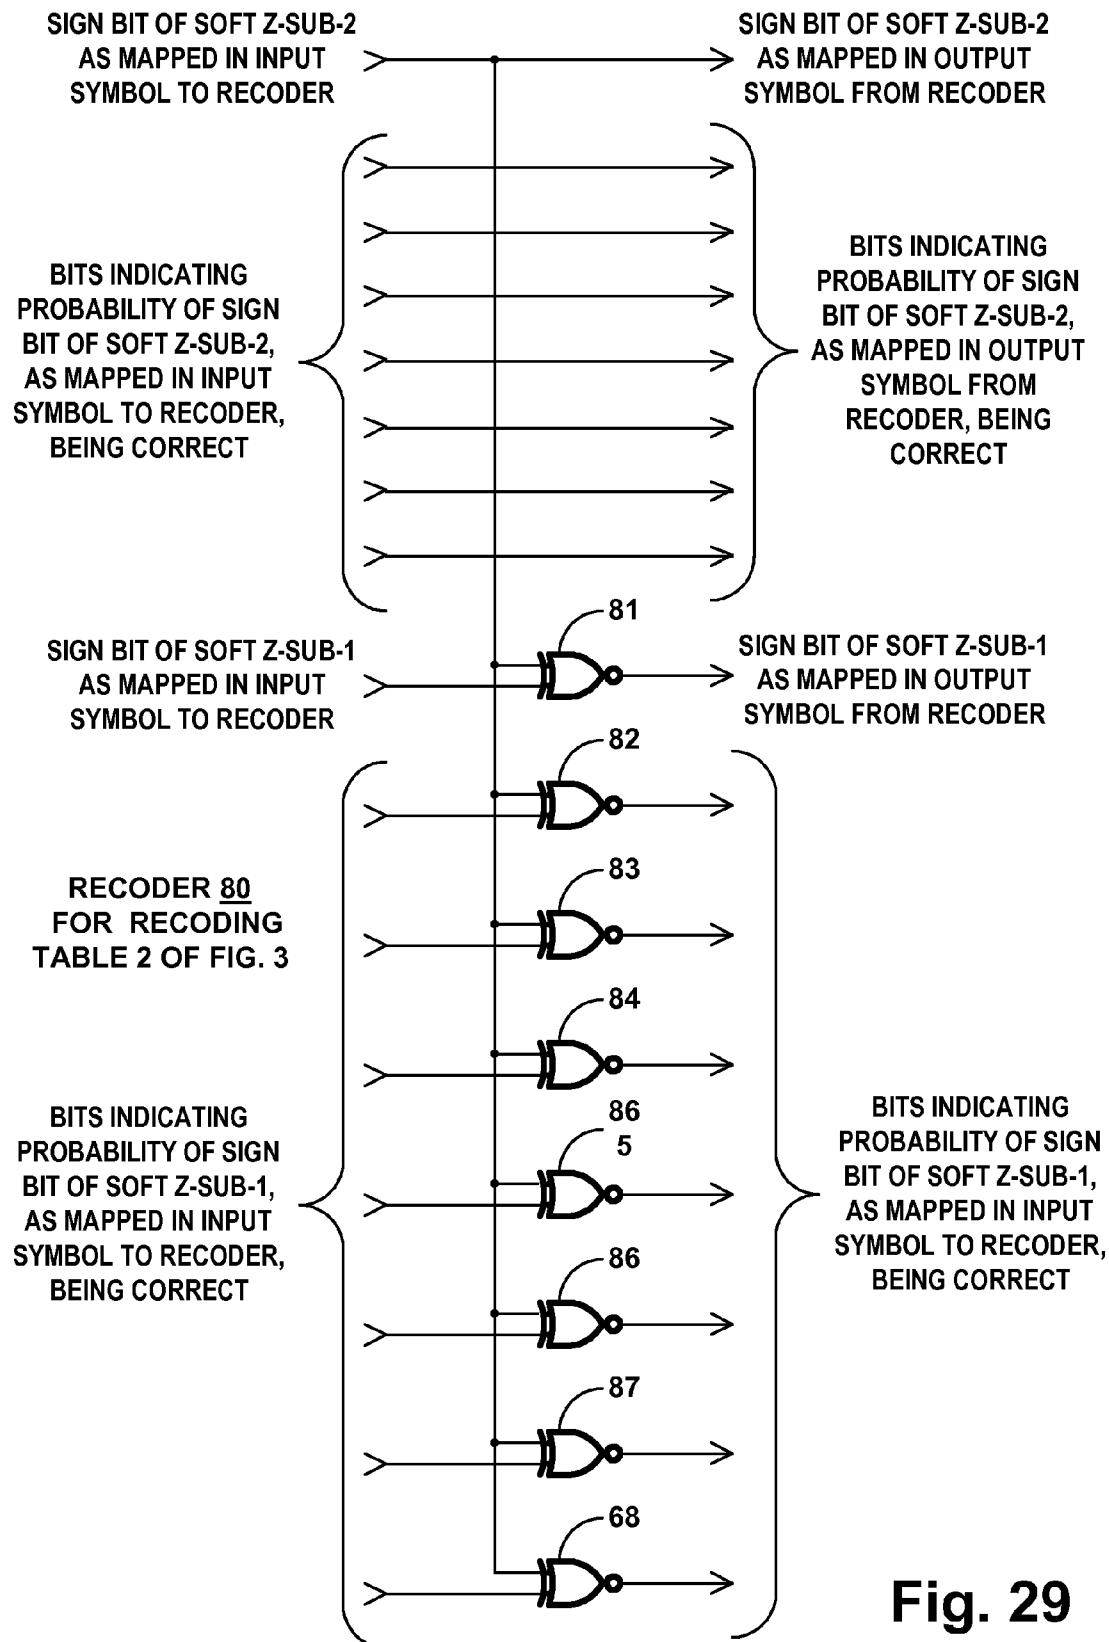 SIGN BIT OF SOFT Z-SUB-2
AS MAPPED IN INPUT
SYMBOL TO RECODER
SIGN BIT OF SOFT Z-SUB-2
AS MAPPED IN OUTPUT
SYMBOL FROM RECODER
BITS INDICATING
PROBABILITY OF SIGN
BIT OF SOFT Z-SUB-2,
AS MAPPED IN INPUT
SYMBOL TO RECODER,
BEING CORRECT
BITS INDICATING
PROBABILITY OF SIGN
BIT OF SOFT Z-SUB-2,
AS MAPPED IN OUTPUT
SYMBOL FROM
RECODER, BEING
CORRECT
81
SIGN BIT OF SOFT Z-SUB-1
AS MAPPED IN INPUT
SYMBOL TO RECODER
SIGN BIT OF SOFT Z-SUB-1
AS MAPPED IN OUTPUT
SYMBOL FROM RECODER
82
83
RECODER 80
FOR RECODING
TABLE 2 OF FIG. 3
84
BITS INDICATING
PROBABILITY OF SIGN
BIT OF SOFT Z-SUB-1,
AS MAPPED IN INPUT
SYMBOL TO RECODER,
BEING CORRECT
86
5
BITS INDICATING
PROBABILITY OF SIGN
BIT OF SOFT Z-SUB-1,
AS MAPPED IN INPUT
SYMBOL TO RECODER,
BEING CORRECT
86
87
68
Fig. 29